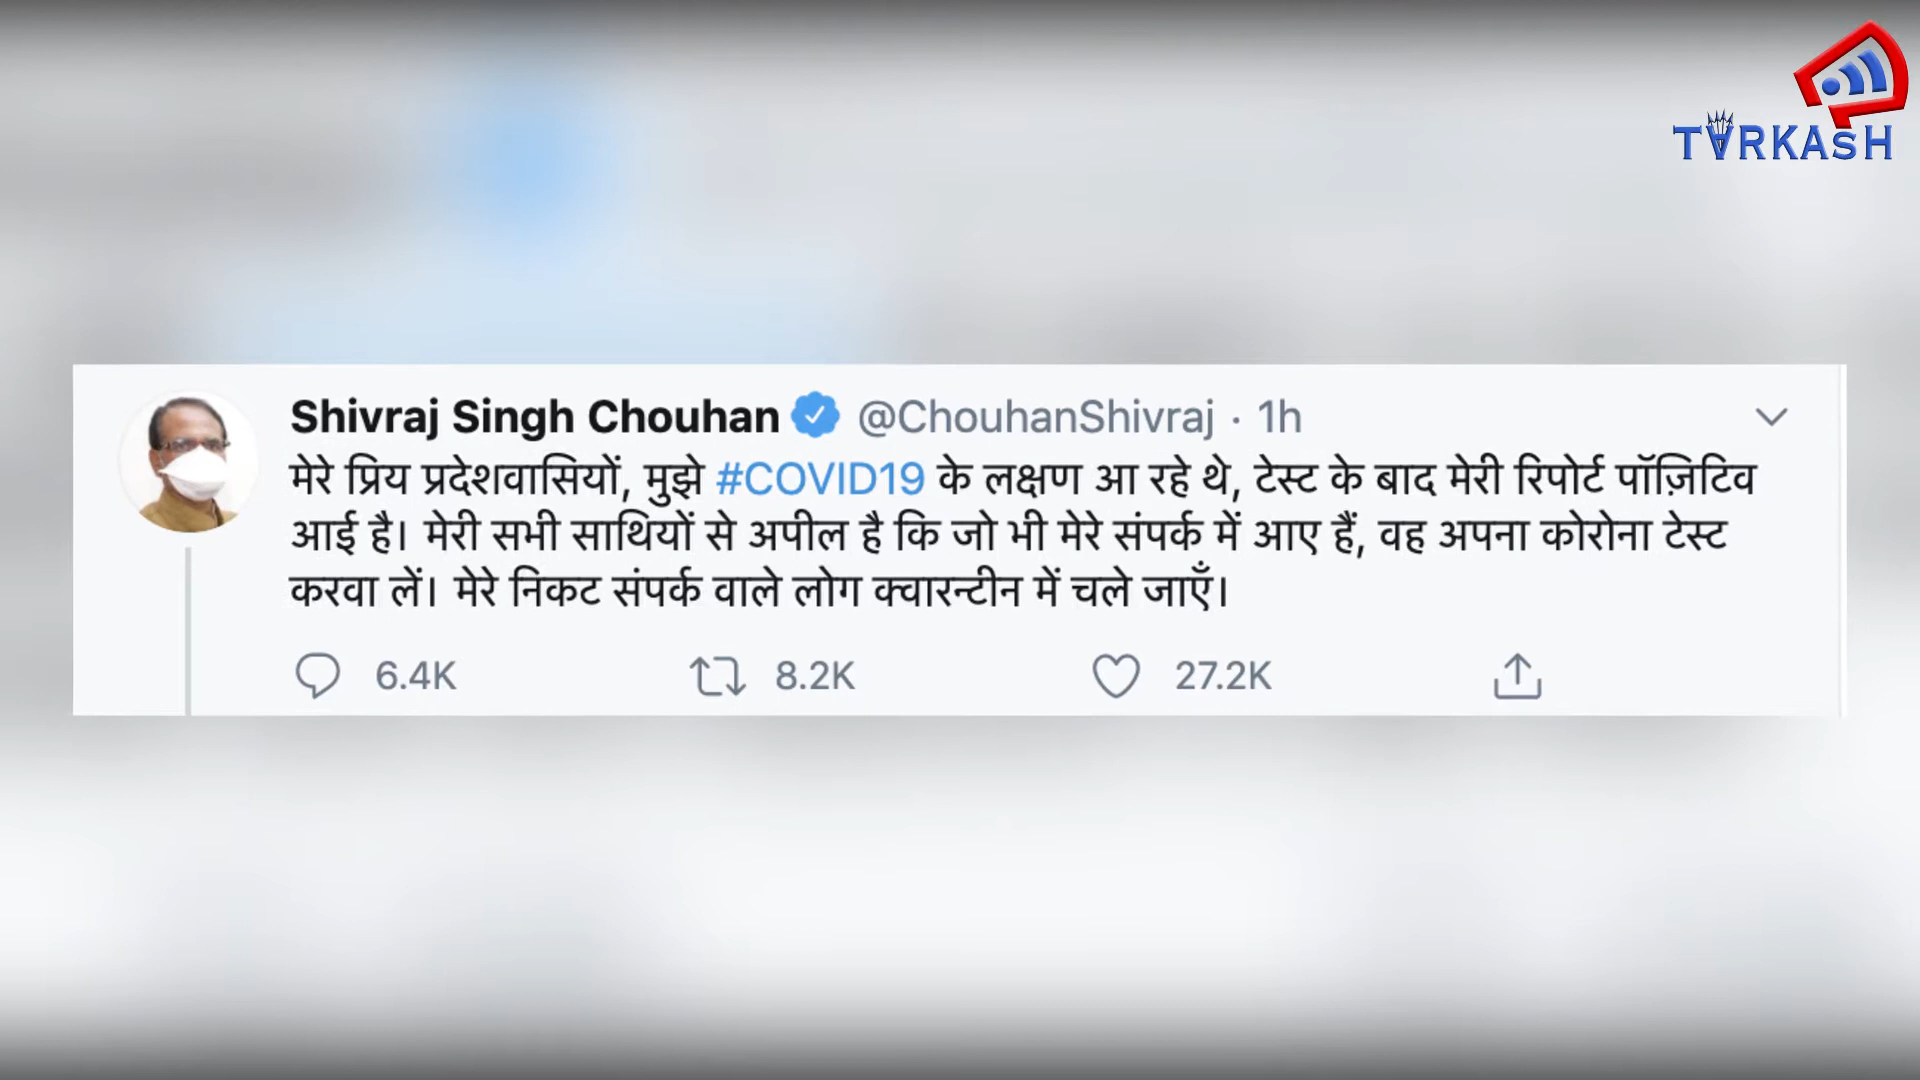 TARKASH
Shivraj Singh Chouhan @ChouhanShivraj · 1h
मेरे प्रिय प्रदेशवासियों, मुझे #COVID19 के लक्षण आ रहे थे, टेस्ट के बाद मेरी रिपोर्ट पॉज़िटिव
आई है। मेरी सभी साथियों से अपील है कि जो भी मेरे संपर्क में आए हैं, वह अपना कोरोना टेस्ट
करवा लें। मेरे निकट संपर्क वाले लोग क्वारन्टीन में चले जाएँ।
6.4K 8.2K 27.2K